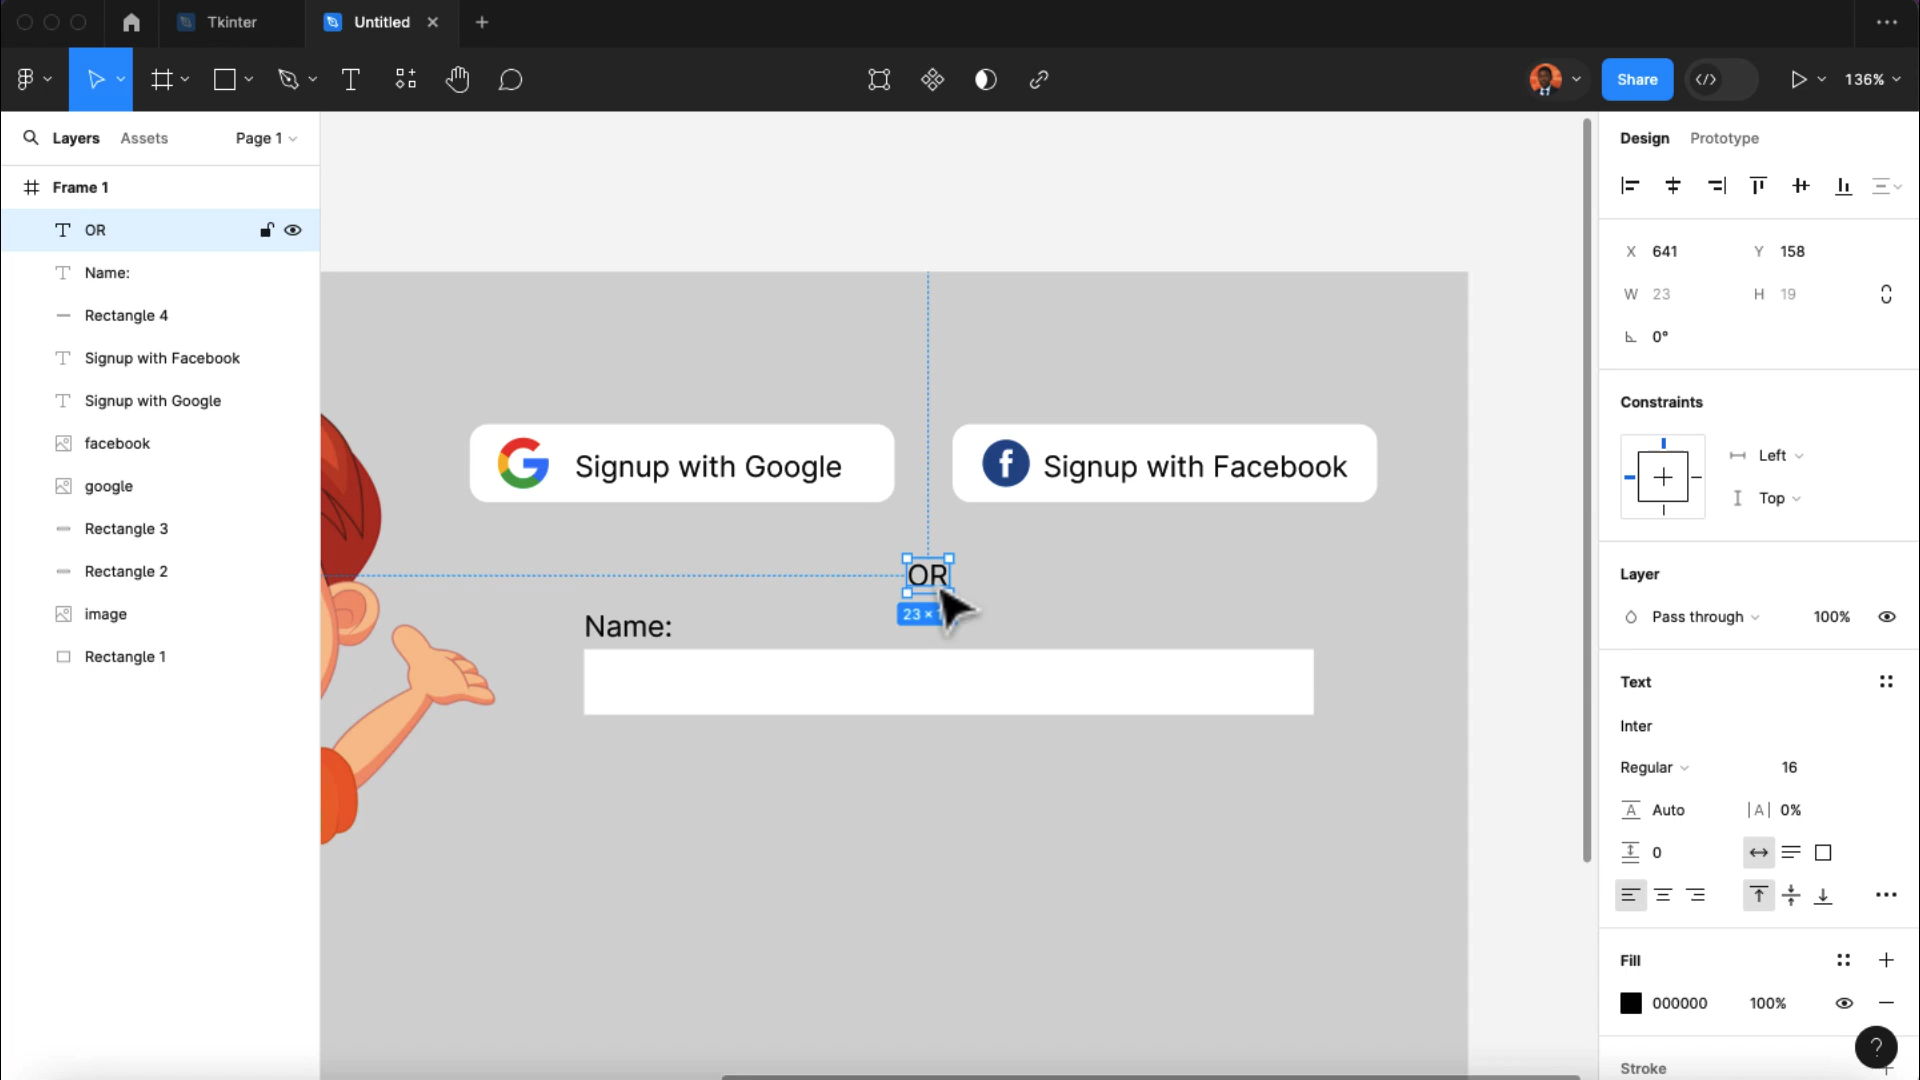 Tkinter
Untitled
Share
136%
Layers
Assets
Page 1
Design
Prototype
Frame 1
OR
Name:
Rectangle 4
Signup with Facebook
Signup with Google
facebook
google
Rectangle 3
Rectangle 2
image
Rectangle 1
Signup with Google
Signup with Facebook
OR
23 ×
Name:
X 641 Y 158
W 23 H 19
0°
Constraints
Left
Top
Layer
Pass through 100%
Text
Inter
Regular 16
A Auto |A| 0%
0
Fill
000000 100%
Stroke
?